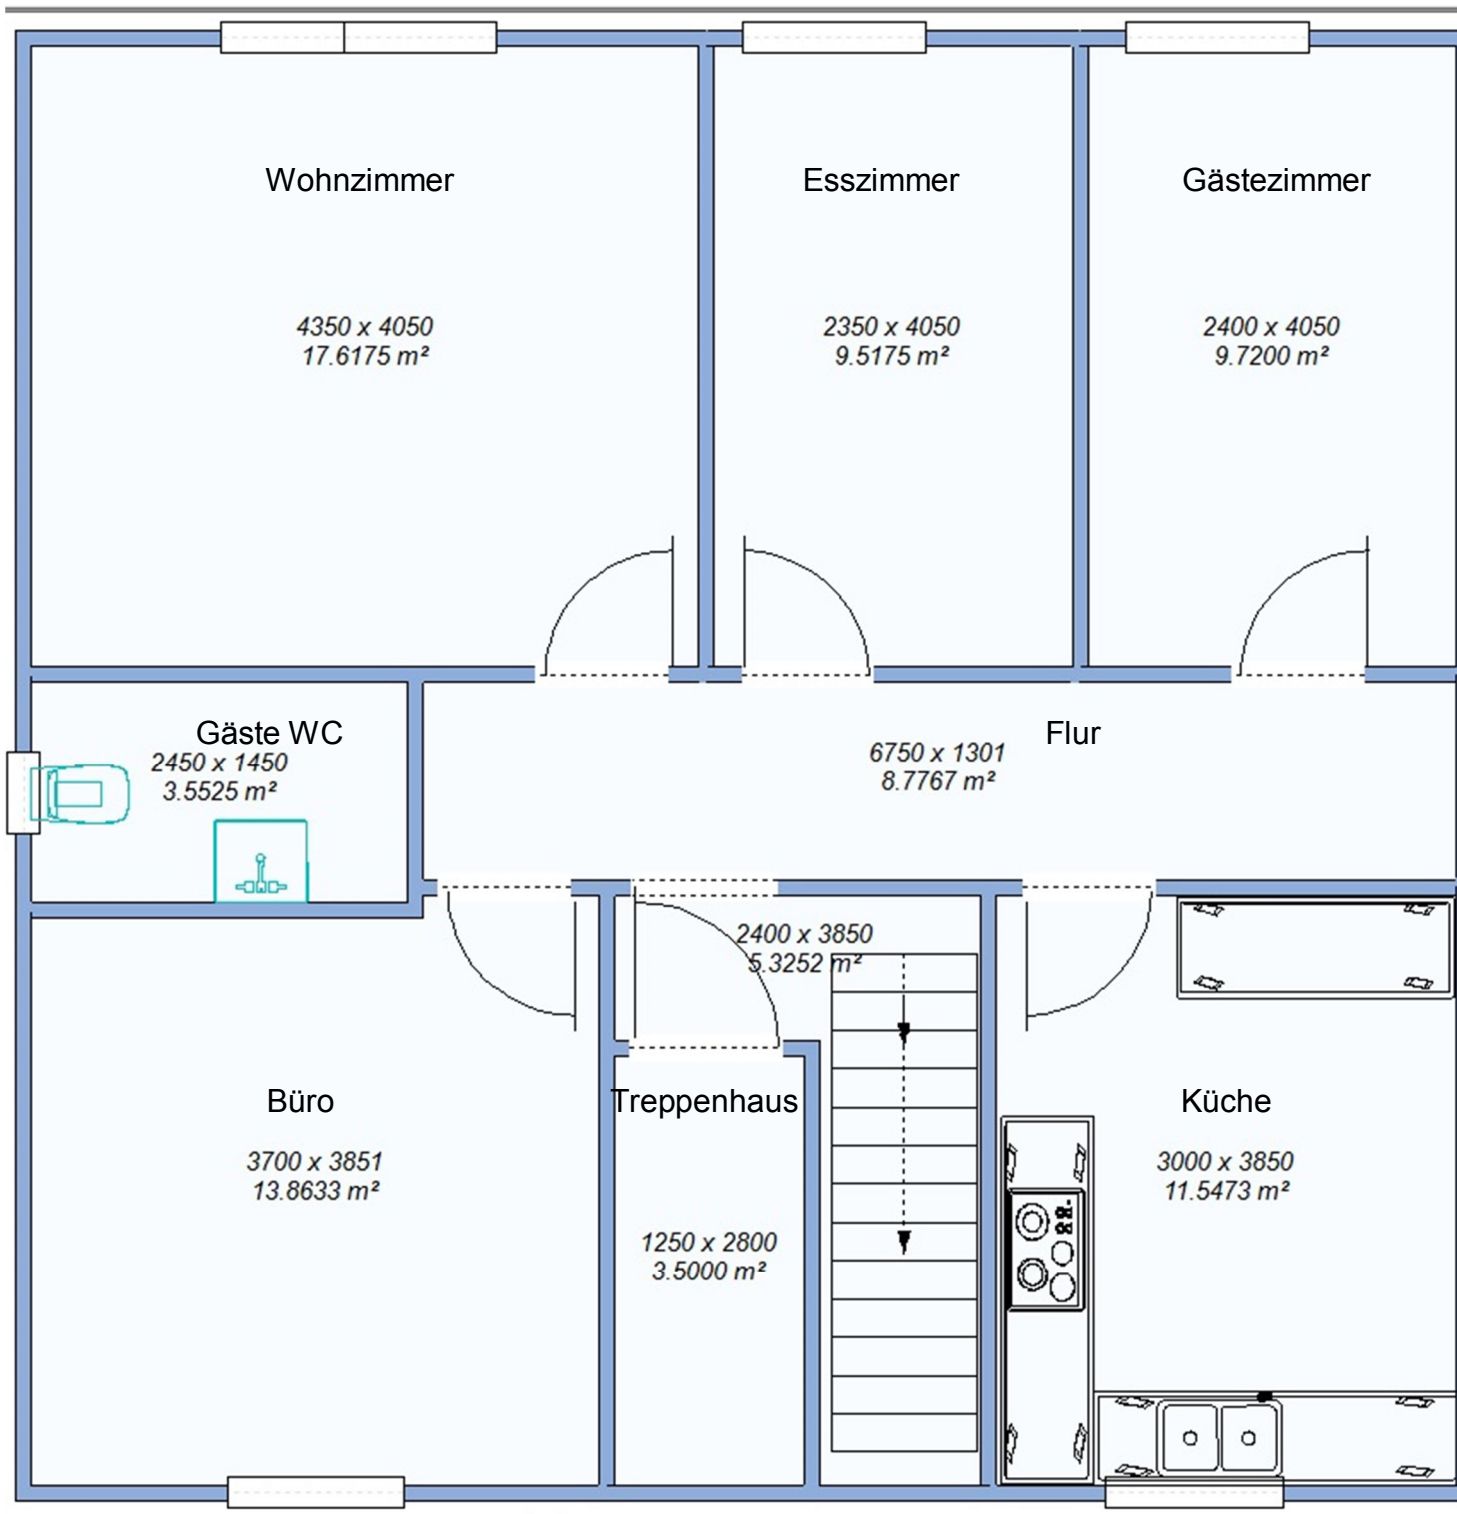 Wohnzimmer
4350 x 4050
17.6175 m²
Esszimmer
2350 x 4050
9.5175 m²
Gästezimmer
2400 x 4050
9.7200 m²
Gäste WC
2450 x 1450
3.5525 m²
Flur
6750 x 1301
8.7767 m²
2400 x 3850
5.3252 m²
Büro
3700 x 3851
13.8633 m²
Treppenhaus
1250 x 2800
3.5000 m²
Küche
3000 x 3850
11.5473 m²